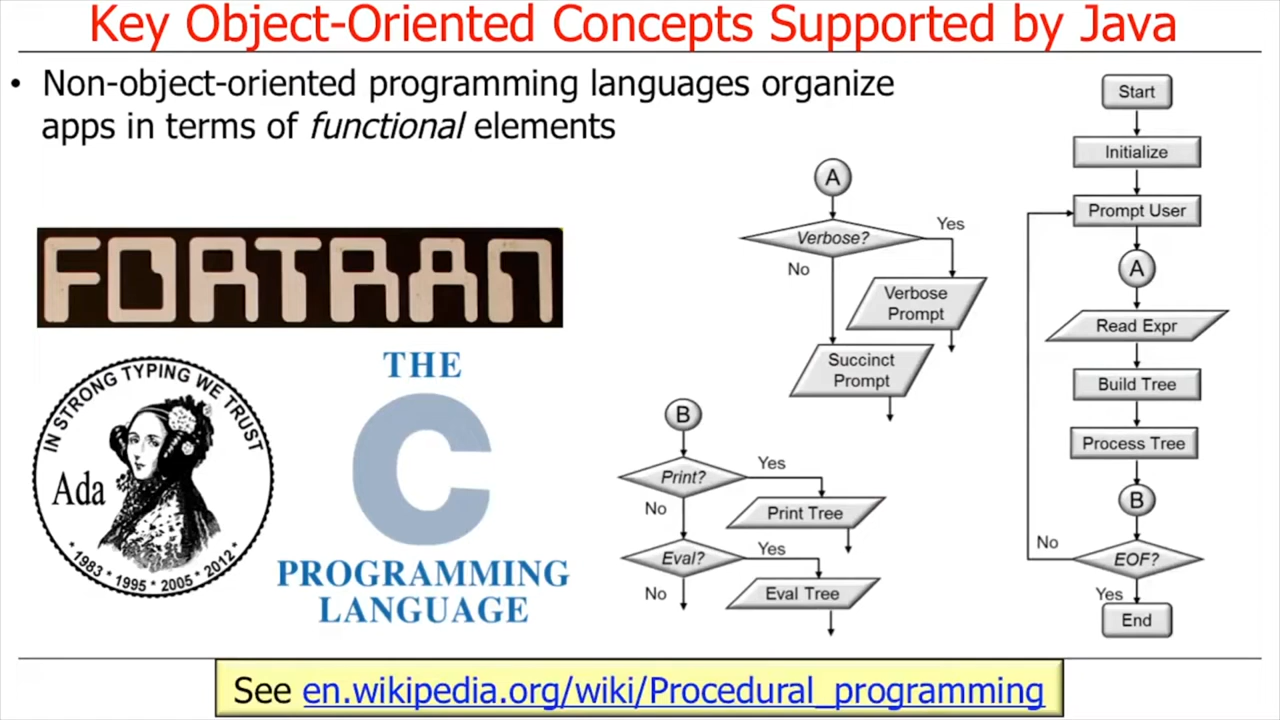 Key Object-Oriented Concepts Supported by Java
• Non-object-oriented programming languages organize
apps in terms of functional elements
FORTRAN
IN STRONG TYPING WE TRUST
Ada
* 1983 * 1995 * 2005 * 2012 *
THE
C
PROGRAMMING
LANGUAGE
A
Verbose?
Yes
No
Verbose
Prompt
Succinct
Prompt
B
Print?
Yes
No
Print Tree
Eval?
Yes
No
Eval Tree
Start
Initialize
Prompt User
A
Read Expr
Build Tree
Process Tree
B
No
EOF?
Yes
End
See en.wikipedia.org/wiki/Procedural_programming